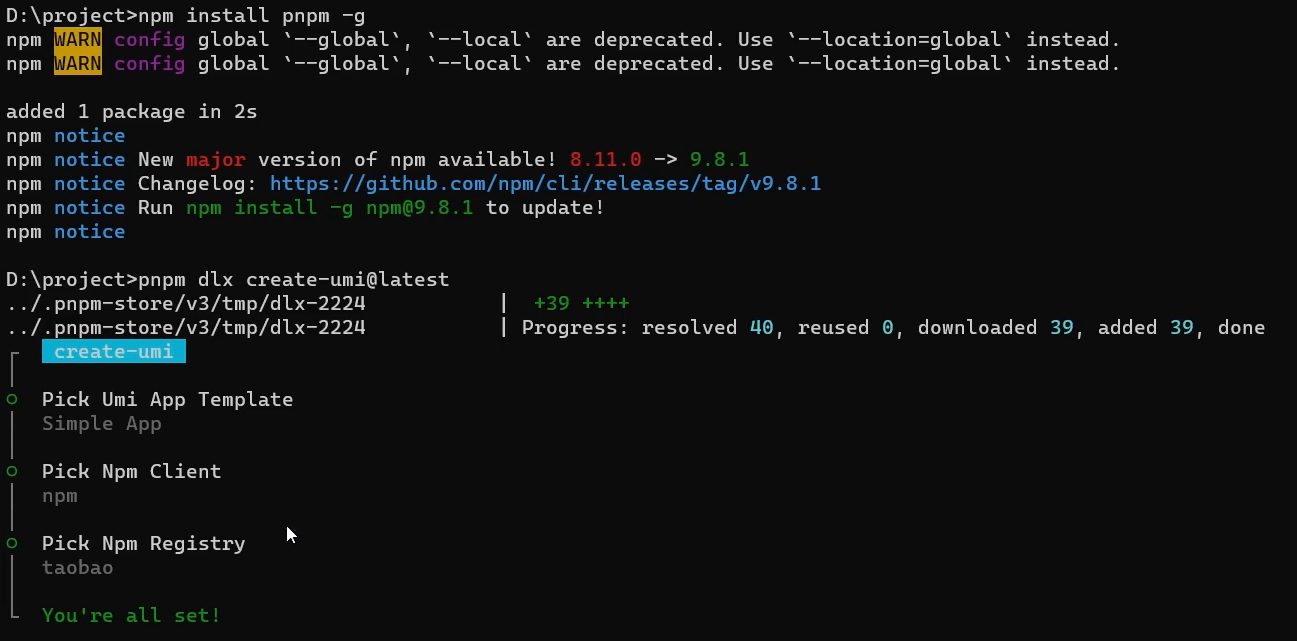 D:\project>npm install pnpm -g
npm WARN config global `--global`, `--local` are deprecated. Use `--location=global` instead.
npm WARN config global `--global`, `--local` are deprecated. Use `--location=global` instead.
added 1 package in 2s
npm notice
npm notice New major version of npm available! 8.11.0 -> 9.8.1
npm notice Changelog: https://github.com/npm/cli/releases/tag/v9.8.1
npm notice Run npm install -g npm@9.8.1 to update!
npm notice
D:\project>pnpm dlx create-umi@latest
../.pnpm-store/v3/tmp/dlx-2224 | +39 ++++
../.pnpm-store/v3/tmp/dlx-2224 | Progress: resolved 40, reused 0, downloaded 39, added 39, done
create-umi
Pick Umi App Template
Simple App
Pick Npm Client
npm
Pick Npm Registry
taobao
You're all set!